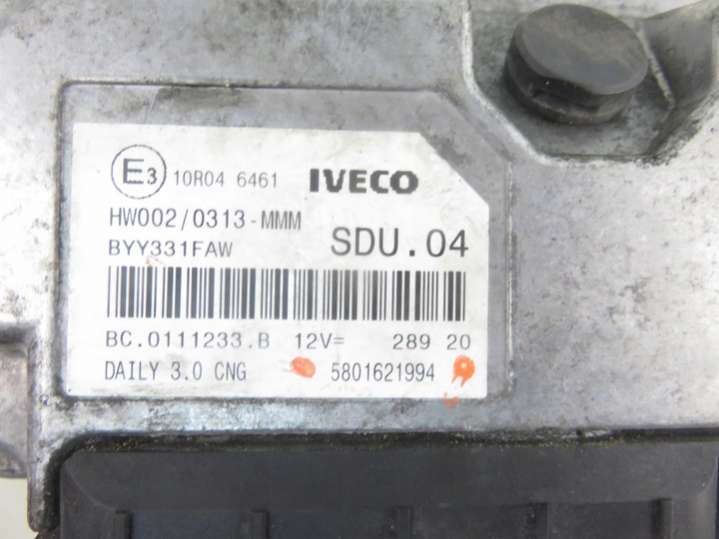 E3 10R04 6461 IVECO
HW002/0313-MMM
BYY331FAW SDU.04
BC.0111233.B 12V= 289 20
DAILY 3.0 CNG 5801621994